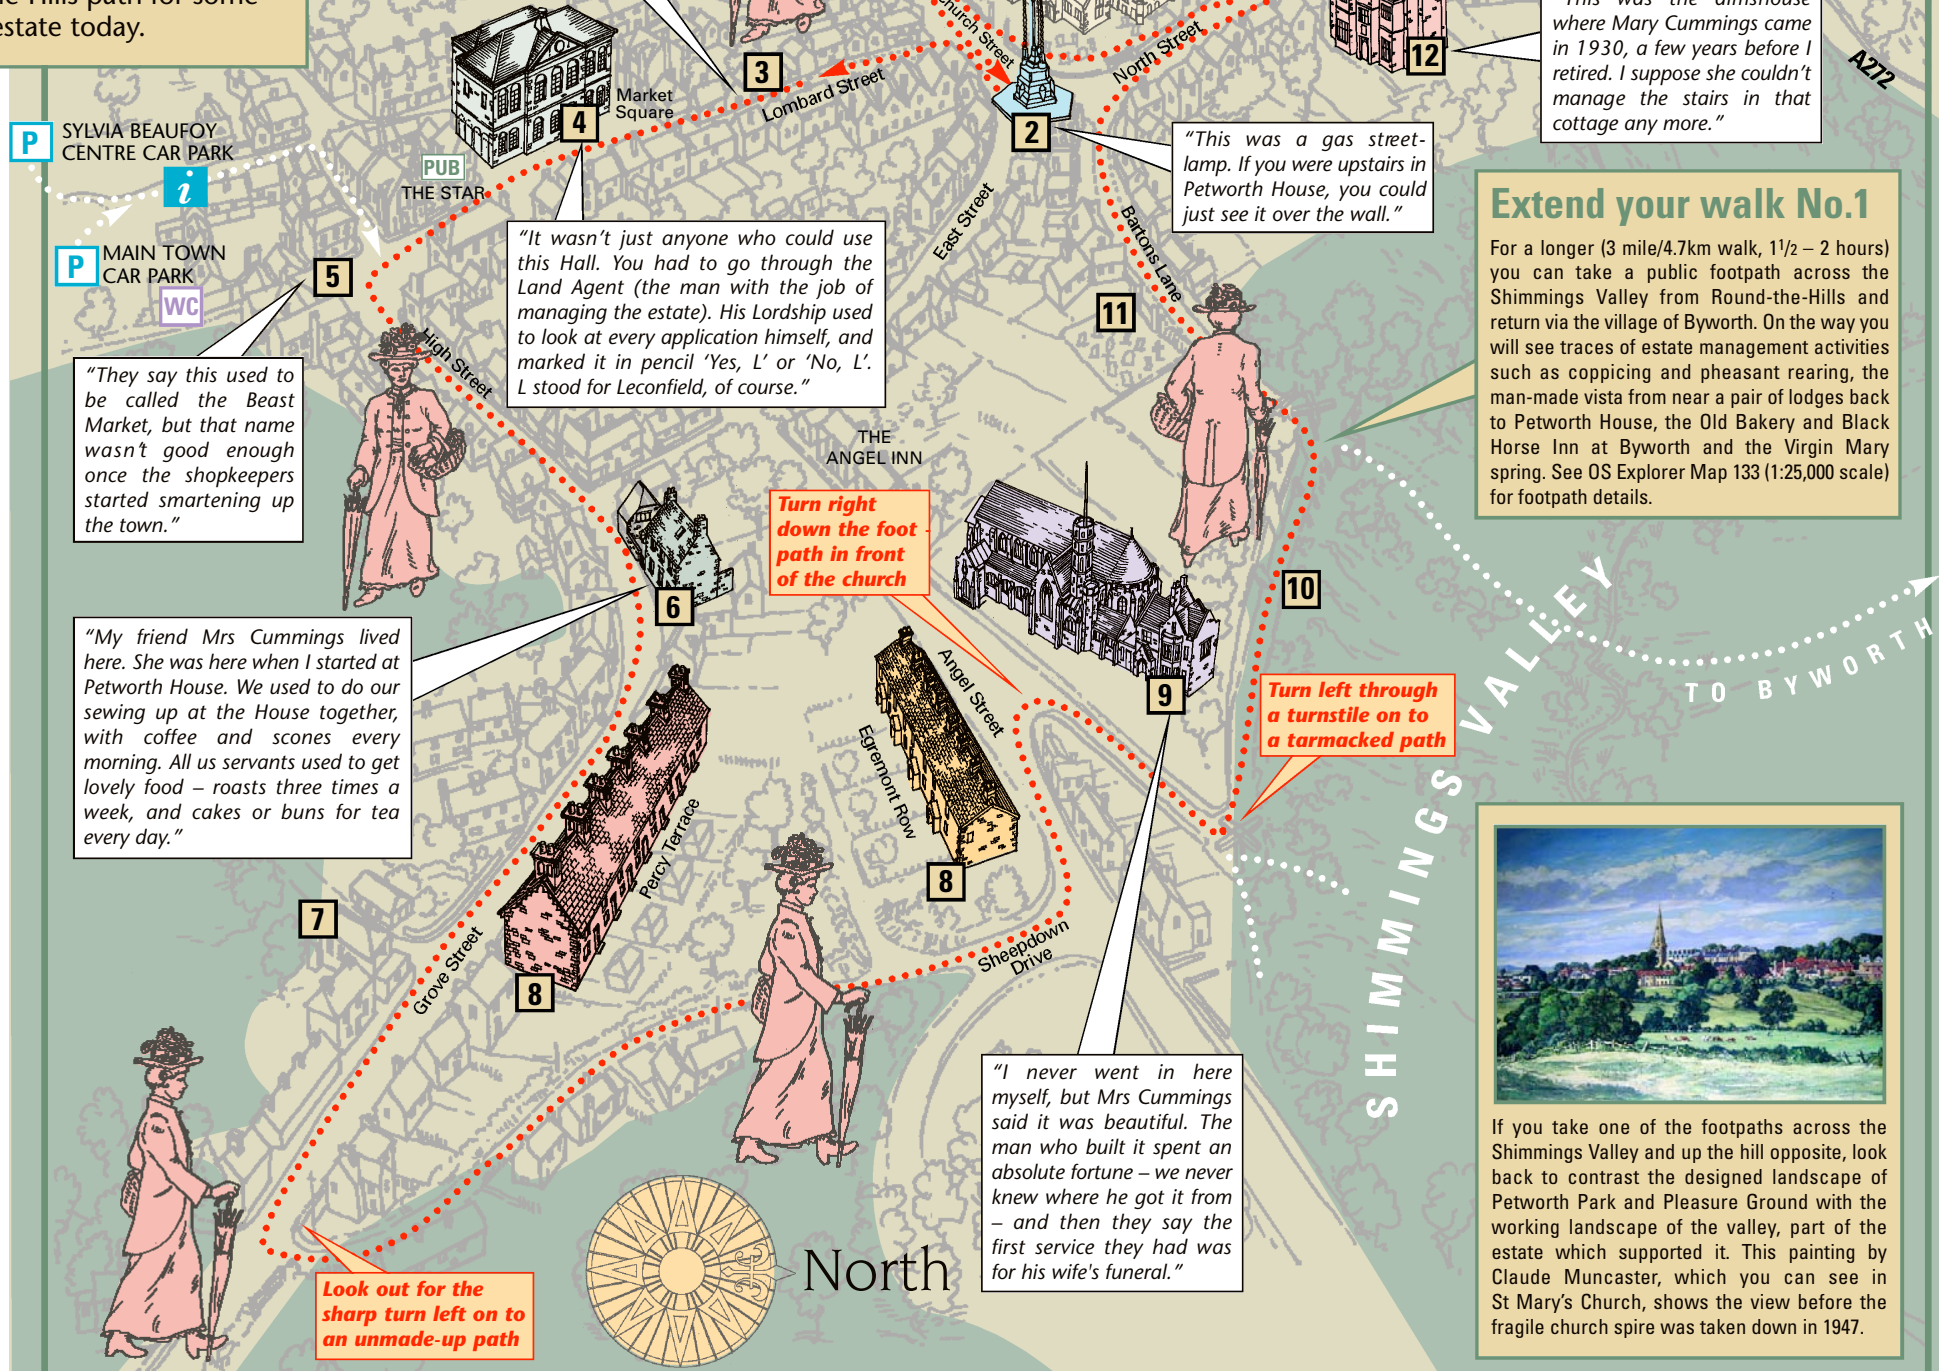 e Hills path for some
estate today.
SYLVIA BEAUFOY
CENTRE CAR PARK
P
i
P
MAIN TOWN
CAR PARK
WC
PUB
THE STAR
Market
Square
Lombard Street
Church Street
North Street
A272
East Street
Bartons Lane
High Street
THE
ANGEL INN
Angel Street
Egremont Row
Percy Terrace
Grove Street
Sheepdown
Drive
SHIMMINGS VALLEY
TO BYWORTH
North
2
3
4
5
6
7
8
8
9
10
11
12
"This was the almshouse
where Mary Cummings came
in 1930, a few years before I
retired. I suppose she couldn't
manage the stairs in that
cottage any more."
"This was a gas street-
lamp. If you were upstairs in
Petworth House, you could
just see it over the wall."
"It wasn't just anyone who could use
this Hall. You had to go through the
Land Agent (the man with the job of
managing the estate). His Lordship used
to look at every application himself, and
marked it in pencil 'Yes, L' or 'No, L'.
L stood for Leconfield, of course."
"They say this used to
be called the Beast
Market, but that name
wasn't good enough
once the shopkeepers
started smartening up
the town."
"My friend Mrs Cummings lived
here. She was here when I started at
Petworth House. We used to do our
sewing up at the House together,
with coffee and scones every
morning. All us servants used to get
lovely food – roasts three times a
week, and cakes or buns for tea
every day."
Turn right
down the foot -
path in front
of the church
Turn left through
a turnstile on to
a tarmacked path
Look out for the
sharp turn left on to
an unmade-up path
"I never went in here
myself, but Mrs Cummings
said it was beautiful. The
man who built it spent an
absolute fortune – we never
knew where he got it from
– and then they say the
first service they had was
for his wife's funeral."
Extend your walk No.1
For a longer (3 mile/4.7km walk, 1 1/2 – 2 hours)
you can take a public footpath across the
Shimmings Valley from Round-the-Hills and
return via the village of Byworth. On the way you
will see traces of estate management activities
such as coppicing and pheasant rearing, the
man-made vista from near a pair of lodges back
to Petworth House, the Old Bakery and Black
Horse Inn at Byworth and the Virgin Mary
spring. See OS Explorer Map 133 (1:25,000 scale)
for footpath details.
If you take one of the footpaths across the
Shimmings Valley and up the hill opposite, look
back to contrast the designed landscape of
Petworth Park and Pleasure Ground with the
working landscape of the valley, part of the
estate which supported it. This painting by
Claude Muncaster, which you can see in
St Mary's Church, shows the view before the
fragile church spire was taken down in 1947.